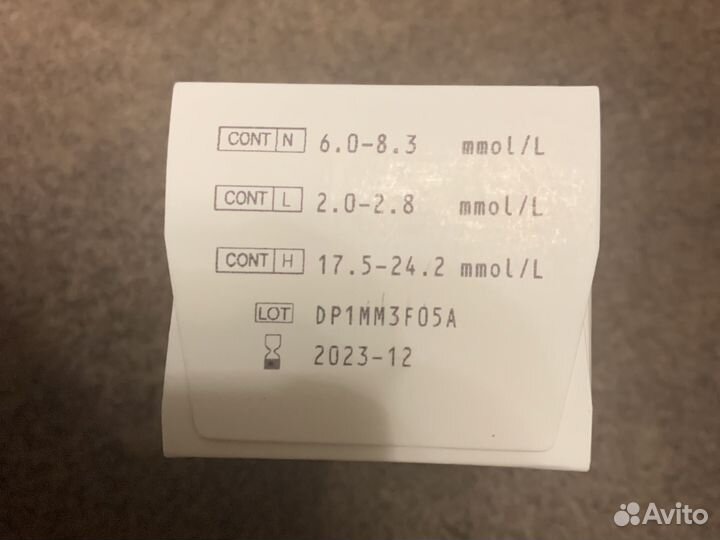 CONT N 6.0-8.3 mmol/L
CONT L 2.0-2.8 mmol/L
CONT H 17.5-24.2 mmol/L
LOT DP1MM3F05A
2023-12
Avito